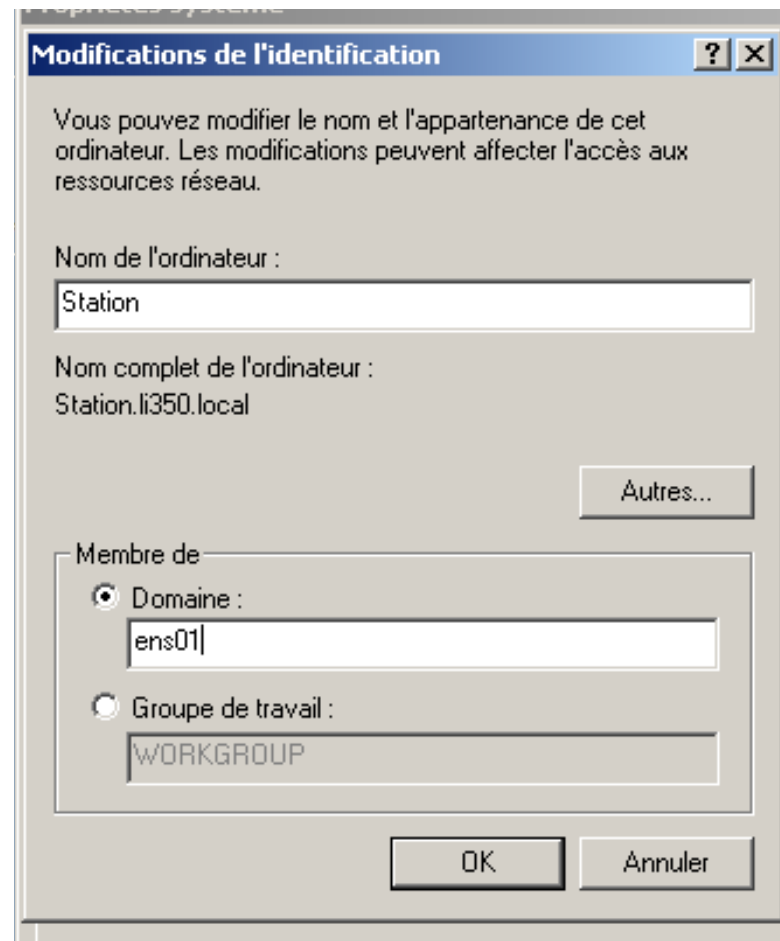 Propriétés système
Modifications de l'identification
Vous pouvez modifier le nom et l'appartenance de cet
ordinateur. Les modifications peuvent affecter l'accès aux
ressources réseau.
Nom de l'ordinateur :
Station
Nom complet de l'ordinateur :
Station.li350.local
Autres...
Membre de
Domaine :
ens01
Groupe de travail :
WORKGROUP
OK
Annuler